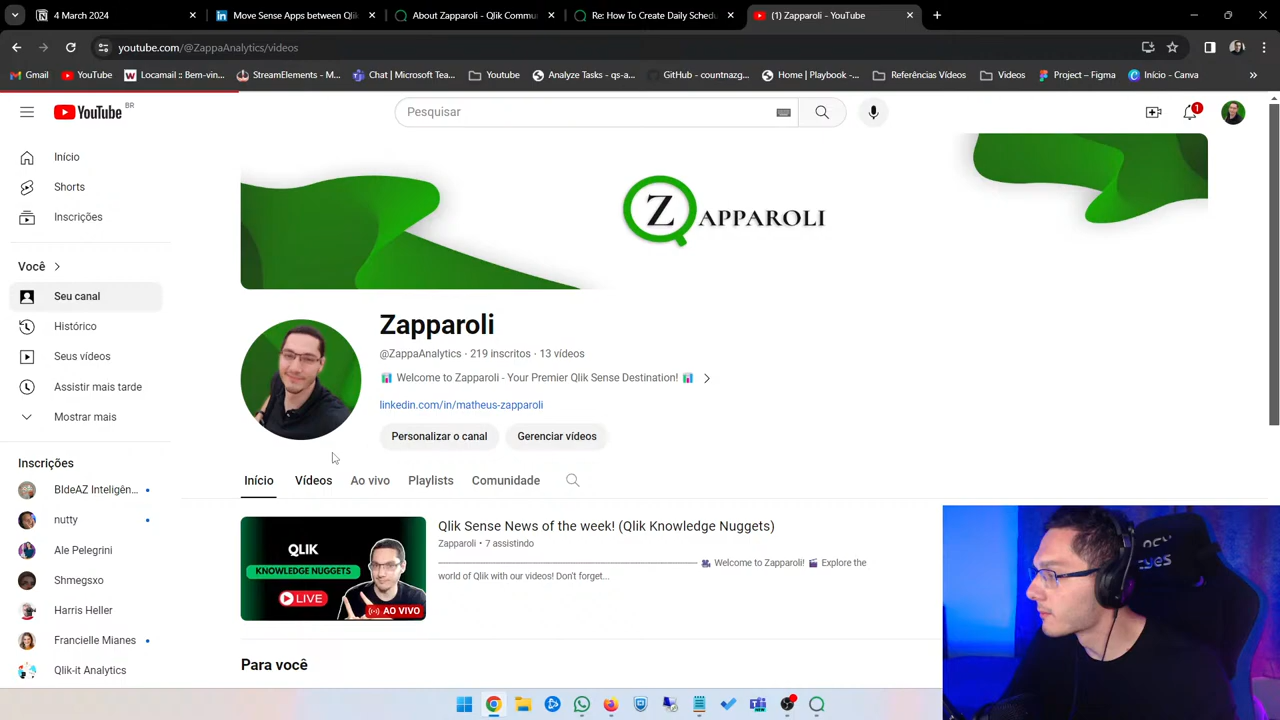 4 March 2024
Move Sense Apps between Qlik
About Zapparoli - Qlik Commu
Re: How To Create Daily Schedu
(1) Zapparoli - YouTube
youtube.com/@ZappaAnalytics/videos
Gmail
YouTube
Locamail :: Bem-vin...
StreamElements - M...
Chat | Microsoft Tea...
Youtube
Analyze Tasks - qs-a...
GitHub - countnazg...
Home | Playbook -...
Referências Vídeos
Videos
Project – Figma
Início - Canva
YouTube BR
Pesquisar
1
Início
Shorts
Inscrições
Você
Seu canal
Histórico
Seus vídeos
Assistir mais tarde
Mostrar mais
Inscrições
BIdeAZ Inteligên...
nutty
Ale Pelegrini
Shmegsxo
Harris Heller
Francielle Mianes
Qlik-it Analytics
ZAPPAROLI
Zapparoli
@ZappaAnalytics · 219 inscritos · 13 vídeos
📊 Welcome to Zapparoli - Your Premier Qlik Sense Destination! 📊
linkedin.com/in/matheus-zapparoli
Personalizar o canal
Gerenciar vídeos
Início
Vídeos
Ao vivo
Playlists
Comunidade
QLIK
KNOWLEDGE NUGGETS
LIVE
AO VIVO
Qlik Sense News of the week! (Qlik Knowledge Nuggets)
Zapparoli • 7 assistindo
🎥 Welcome to Zapparoli! 🎬 Explore the
world of Qlik with our videos! Don't forget...
Para você